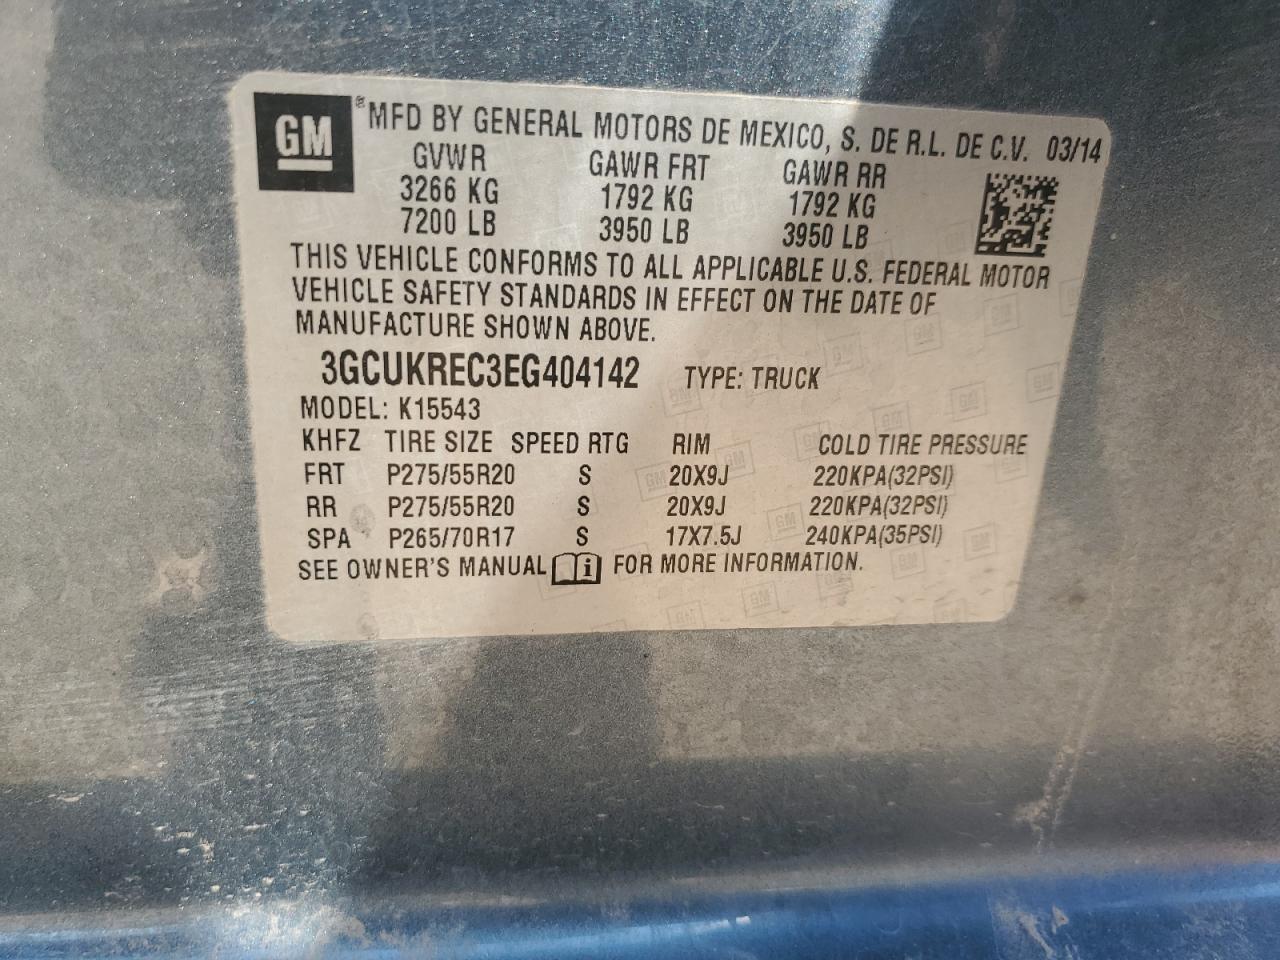 GM ® MFD BY GENERAL MOTORS DE MEXICO, S. DE R.L. DE C.V. 03/14
GVWR GAWR FRT GAWR RR
3266 KG 1792 KG 1792 KG
7200 LB 3950 LB 3950 LB
THIS VEHICLE CONFORMS TO ALL APPLICABLE U.S. FEDERAL MOTOR
VEHICLE SAFETY STANDARDS IN EFFECT ON THE DATE OF
MANUFACTURE SHOWN ABOVE.
3GCUKREC3EG404142 TYPE: TRUCK
MODEL: K15543
KHFZ TIRE SIZE SPEED RTG RIM COLD TIRE PRESSURE
FRT P275/55R20 S 20X9J 220KPA(32PSI)
RR P275/55R20 S 20X9J 220KPA(32PSI)
SPA P265/70R17 S 17X7.5J 240KPA(35PSI)
SEE OWNER'S MANUAL i FOR MORE INFORMATION.